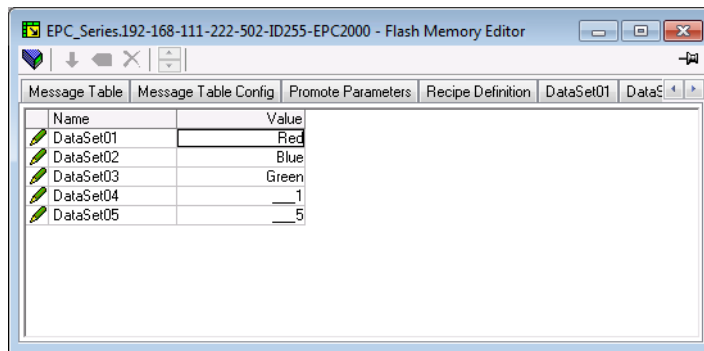 EPC_Series.192-168-111-222-502-ID255-EPC2000 - Flash Memory Editor
Message Table Message Table Config Promote Parameters Recipe Definition DataSet01 DataS
Name Value
DataSet01 Red
DataSet02 Blue
DataSet03 Green
DataSet04 ___1
DataSet05 ___5